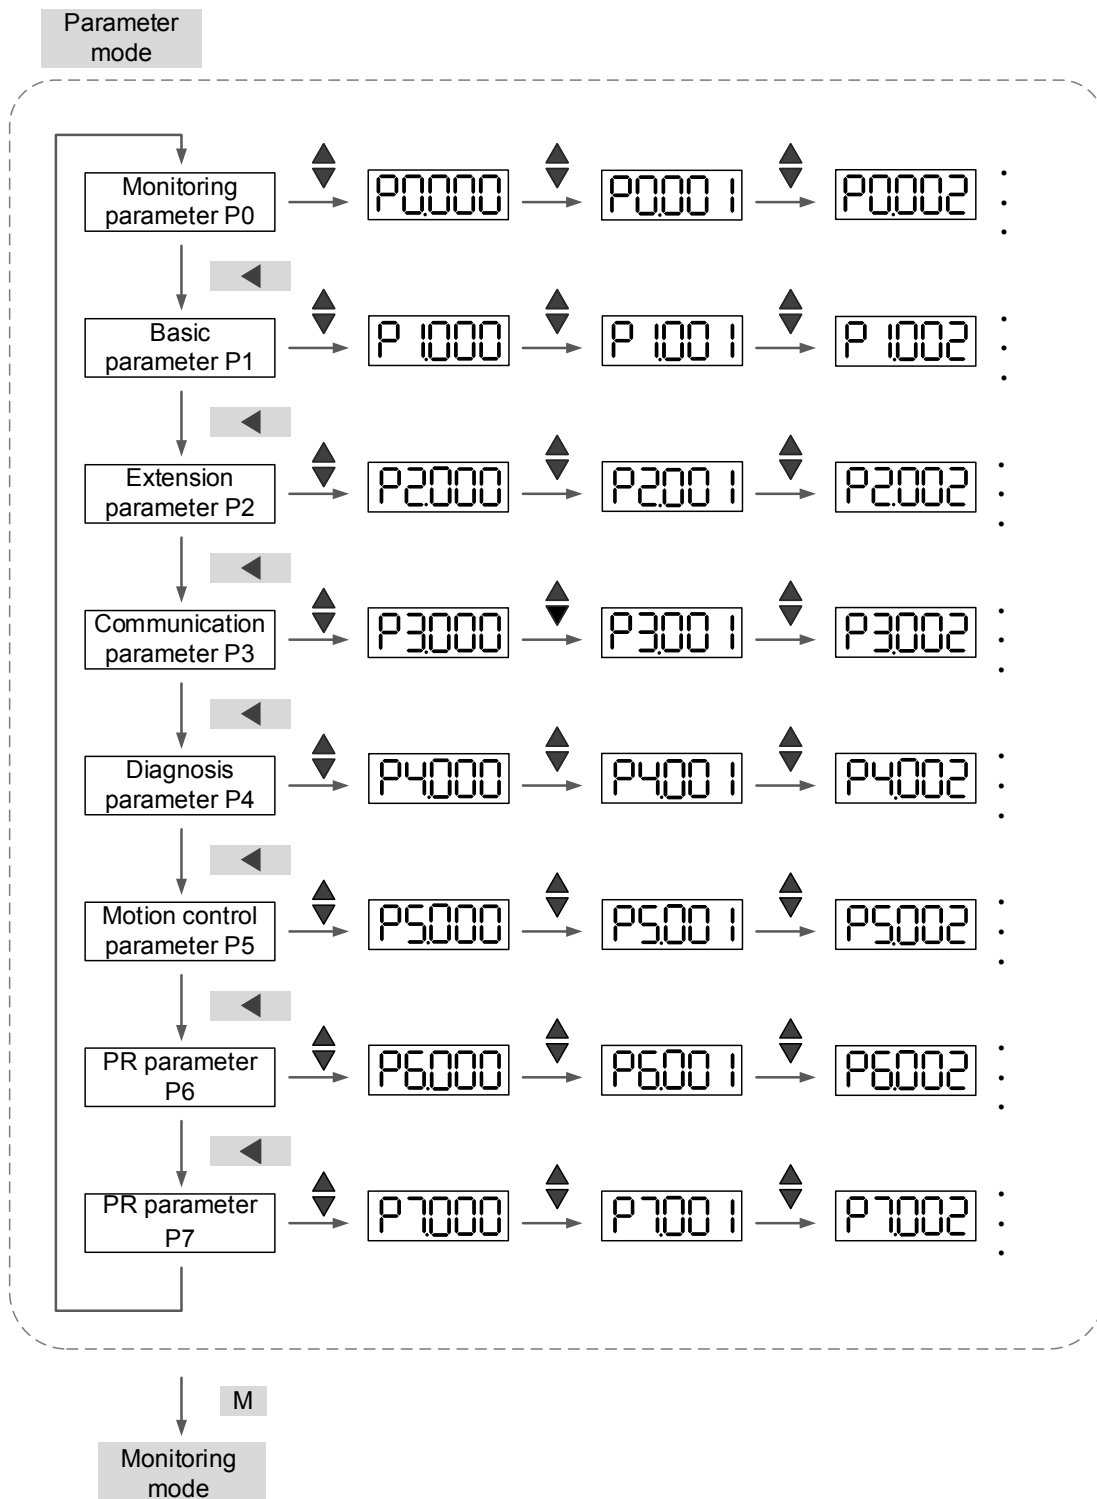 Parameter
mode
Monitoring
parameter P0
P0.000
P0.001
P0.002
Basic
parameter P1
P1.000
P1.001
P1.002
Extension
parameter P2
P2.000
P2.001
P2.002
Communication
parameter P3
P3.000
P3.001
P3.002
Diagnosis
parameter P4
P4.000
P4.001
P4.002
Motion control
parameter P5
P5.000
P5.001
P5.002
PR parameter
P6
P6.000
P6.001
P6.002
PR parameter
P7
P7.000
P7.001
P7.002
M
Monitoring
mode